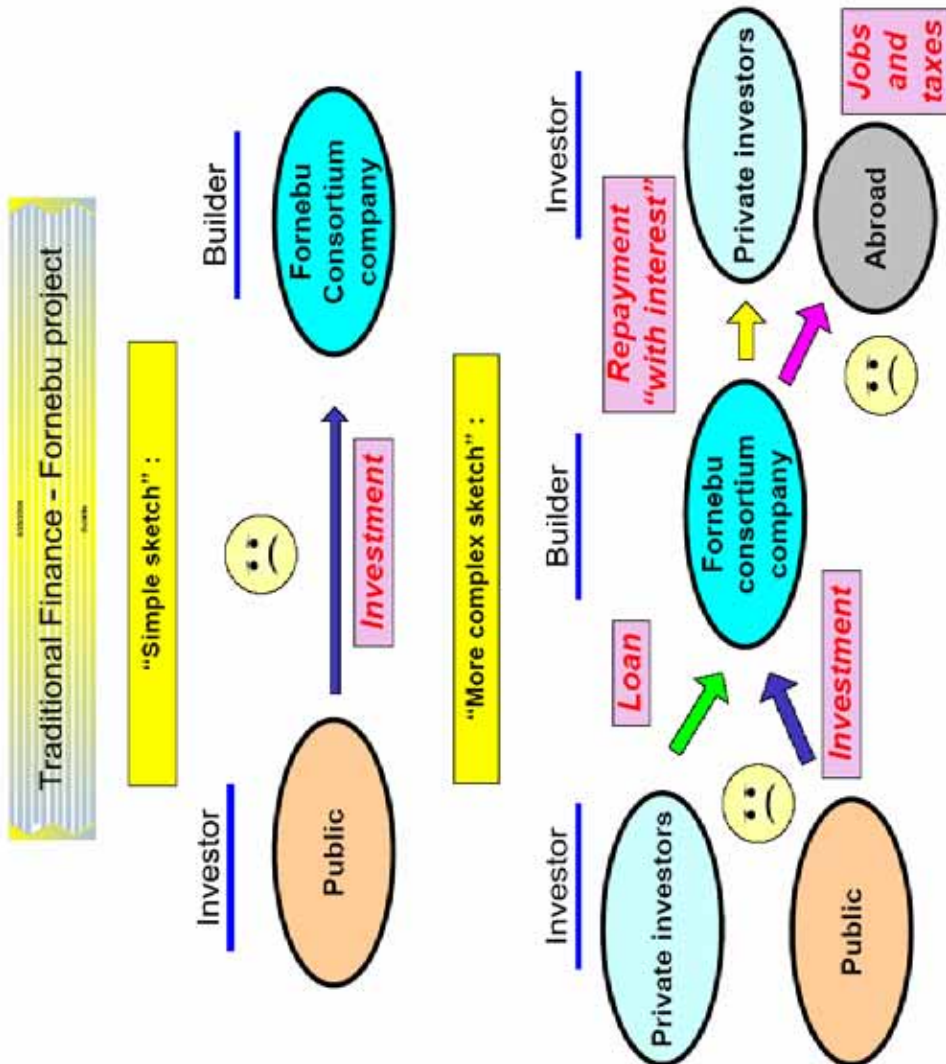 Traditional Finance - Fornebu project
“Simple sketch” :
Investor
Builder
Public
Investment
Fornebu
Consortium
company
“More complex sketch” :
Investor
Builder
Investor
Private investors
Loan
Fornebu
consortium
company
Repayment
“with interest”
Private investors
Public
Investment
Abroad
Jobs
and
taxes